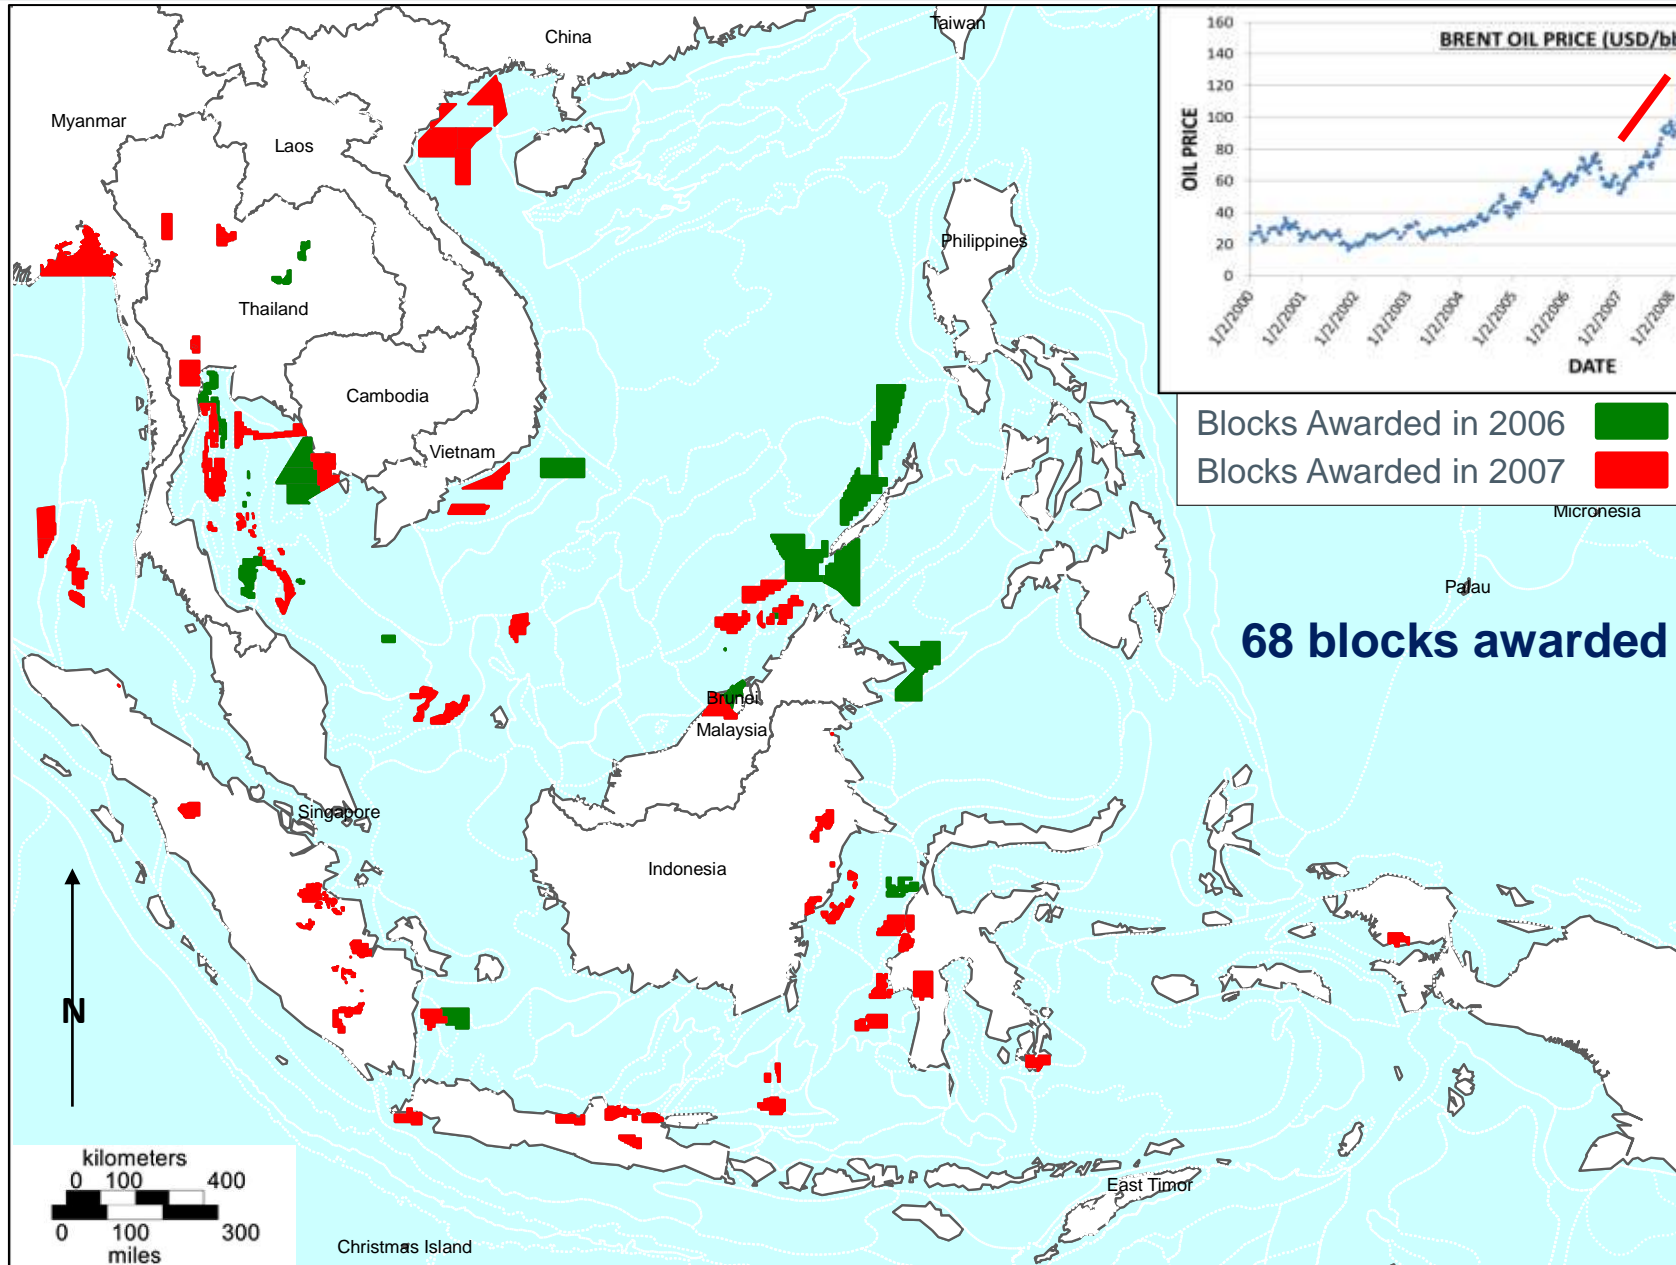 China
Taiwan
Myanmar
Laos
Philippines
Thailand
Cambodia
Vietnam
Micronesia
Palau
Brunei
Malaysia
Singapore
Indonesia
East Timor
Christmas Island
N
BRENT OIL PRICE (USD/bb
OIL PRICE
160
140
120
100
80
60
40
20
0
1/2/2000
1/2/2001
1/2/2002
1/2/2003
1/2/2004
1/2/2005
1/2/2006
1/2/2007
1/2/2008
DATE
Blocks Awarded in 2006
Blocks Awarded in 2007
68 blocks awarded
kilometers
0 100 400
0 100 300
miles